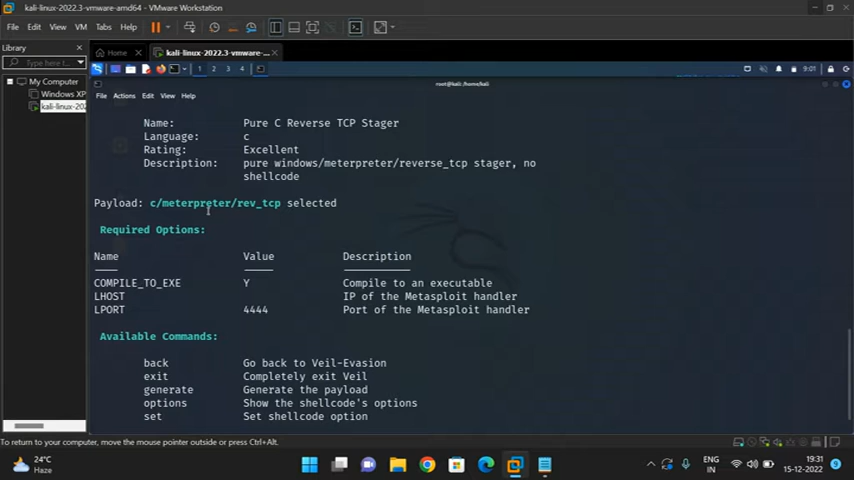 kali-linux-2022.3-vmware-amd64 - VMware Workstation
File Edit View VM Tabs Help
Library
Home kali-linux-2022.3-vmware-...
Type here to...
My Computer
Windows XP
kali-linux-202
1 2 3 4 9:01
root@kali: /home/kali
File Actions Edit View Help
Name: Pure C Reverse TCP Stager
Language: c
Rating: Excellent
Description: pure windows/meterpreter/reverse_tcp stager, no
shellcode
Payload: c/meterpreter/rev_tcp selected
Required Options:
Name Value Description
COMPILE_TO_EXE Y Compile to an executable
LHOST IP of the Metasploit handler
LPORT 4444 Port of the Metasploit handler
Available Commands:
back Go back to Veil-Evasion
exit Completely exit Veil
generate Generate the payload
options Show the shellcode's options
set Set shellcode option
To return to your computer, move the mouse pointer outside or press Ctrl+Alt.
24°C
Haze
ENG
IN
19:31
15-12-2022